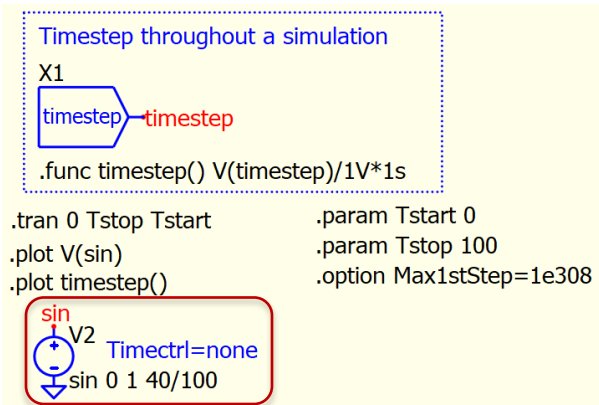 Timestep throughout a simulation
X1
timestep
timestep
.func timestep() V(timestep)/1V*1s
.tran 0 Tstop Tstart
.plot V(sin)
.plot timestep()
.param Tstart 0
.param Tstop 100
.option Max1stStep=1e308
sin
V2
Timectrl=none
sin 0 1 40/100